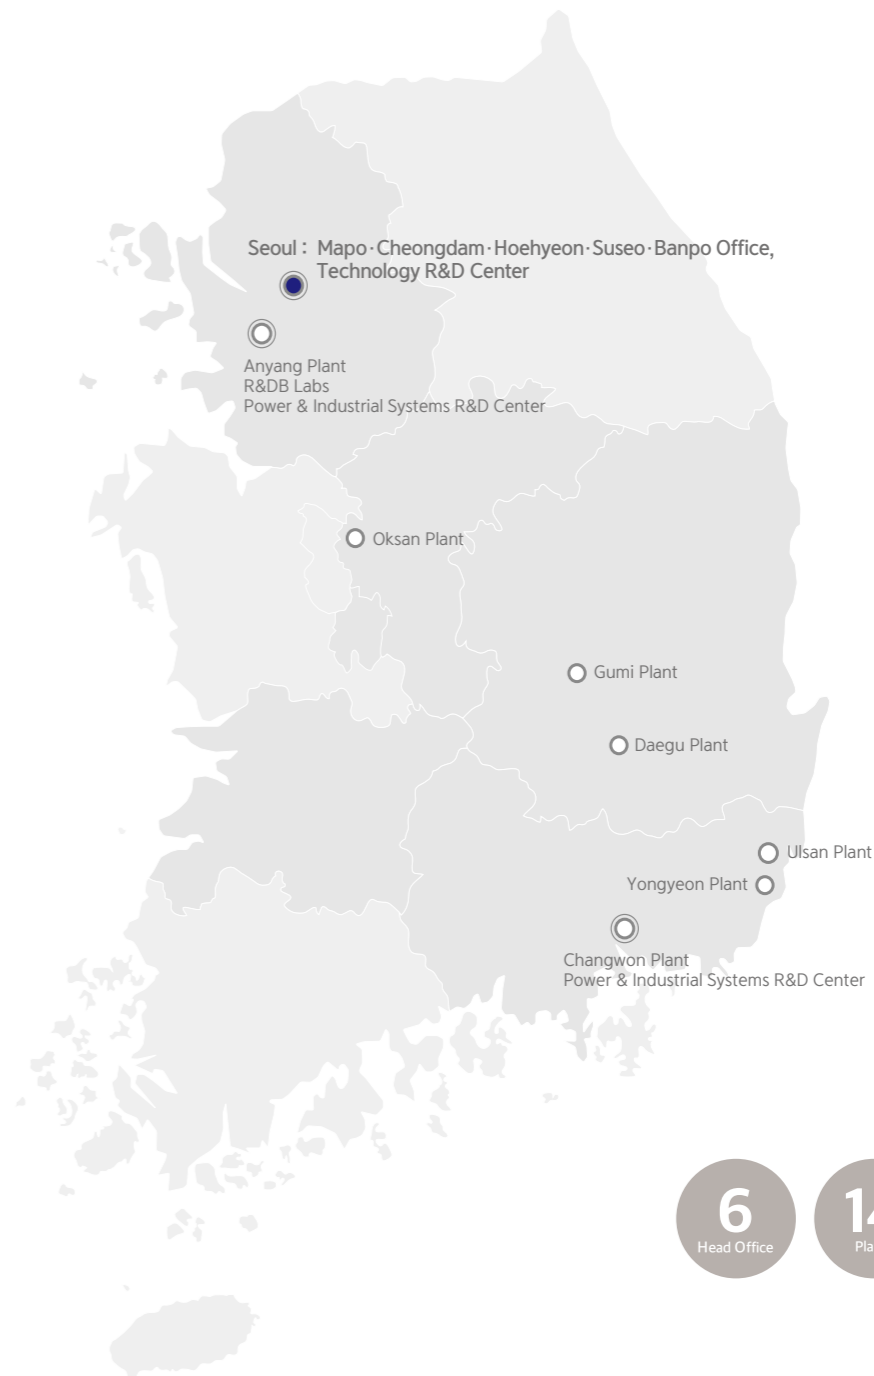 Seoul : Mapo·Cheongdam·Hoehyeon·Suseo·Banpo Office,
Technology R&D Center
Anyang Plant
R&DB Labs
Power & Industrial Systems R&D Center
Oksan Plant
Gumi Plant
Daegu Plant
Ulsan Plant
Yongyeon Plant
Changwon Plant
Power & Industrial Systems R&D Center
6
Head Office